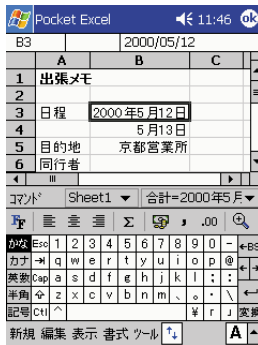 Pocket Excel 11:46 ok
B3 2000/05/12
A B C
1 出張メモ
2
3 日程 2000年5月12日
4 5月13日
5 目的地 京都営業所
6 同行者
コマンド Sheet1 合計=2000年5月
FF Σ , .00
かな Esc 1 2 3 4 5 6 7 8 9 0 - ←BS
カナ q w e r t y u i o p @
英数 Cap a s d f g h j k l ; :
半角 z x c v b n m 、 。 ・ \
記号 Ctl ^ ¥ 「 」 変換
新規 編集 表示 書式 ツール A